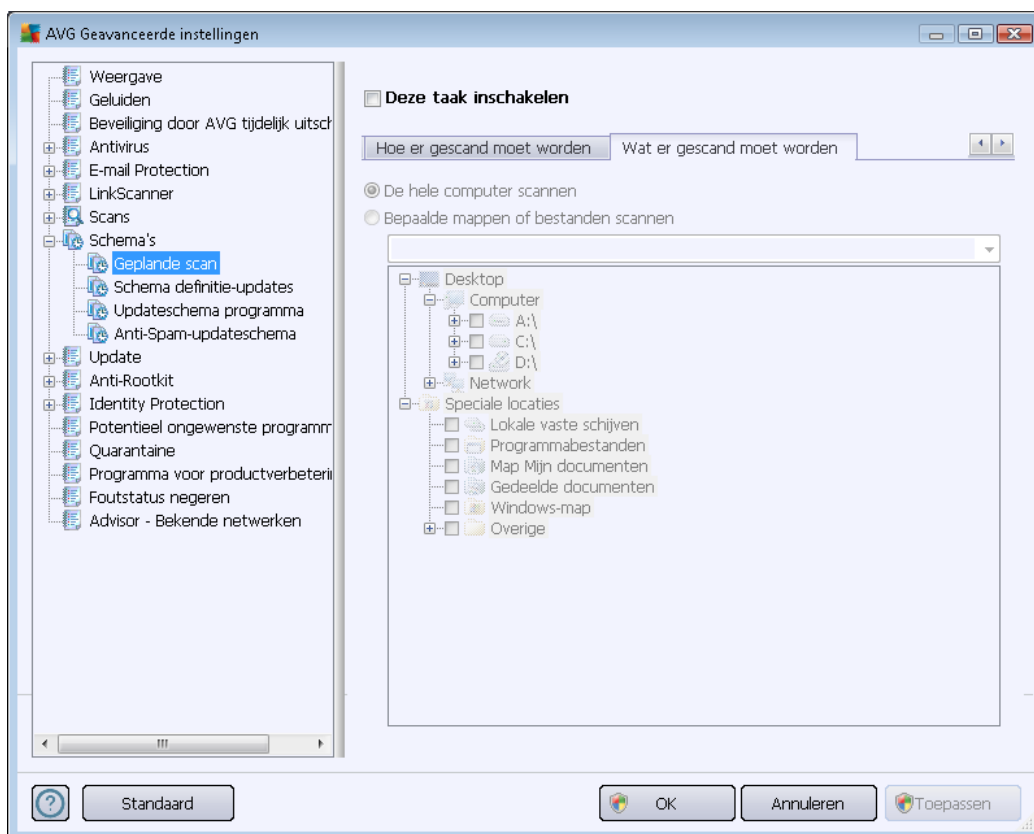 AVG Geavanceerde instellingen
Weergave
Geluiden
Beveiliging door AVG tijdelijk uitsch
Antivirus
E-mail Protection
LinkScanner
Scans
Schema's
Geplande scan
Schema definitie-updates
Updateschema programma
Anti-Spam-updateschema
Update
Anti-Rootkit
Identity Protection
Potentieel ongewenste programm
Quarantaine
Programma voor productverbeterin
Foutstatus negeren
Advisor - Bekende netwerken
Deze taak inschakelen
Hoe er gescand moet worden
Wat er gescand moet worden
De hele computer scannen
Bepaalde mappen of bestanden scannen
Desktop
Computer
A:\
C:\
D:\
Network
Speciale locaties
Lokale vaste schijven
Programmabestanden
Map Mijn documenten
Gedeelde documenten
Windows-map
Overige
Standaard
OK
Annuleren
Toepassen